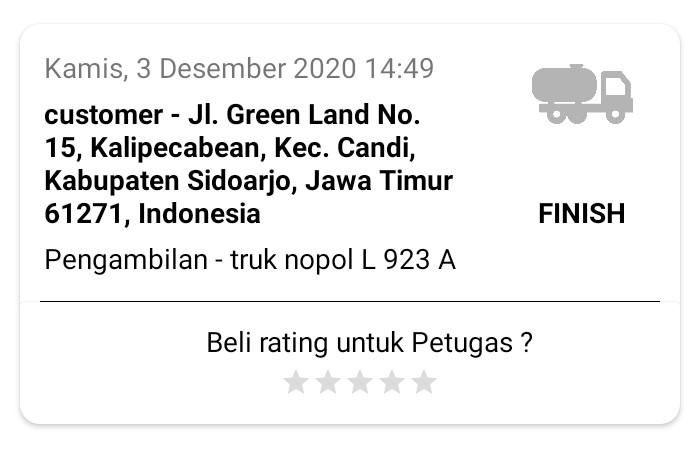 Kamis, 3 Desember 2020 14:49
customer - Jl. Green Land No.
15, Kalipecabean, Kec. Candi,
Kabupaten Sidoarjo, Jawa Timur
61271, Indonesia
FINISH
Pengambilan - truk nopol L 923 A
Beli rating untuk Petugas ?